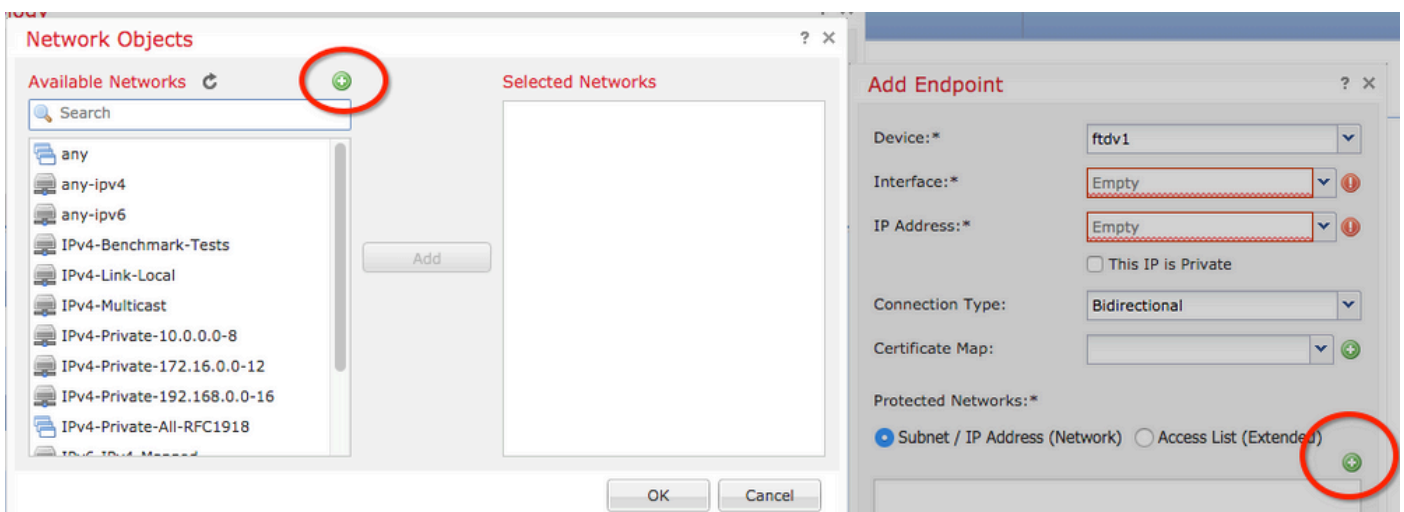 Network Objects
? ×
Available Networks
Search
any
any-ipv4
any-ipv6
IPv4-Benchmark-Tests
IPv4-Link-Local
IPv4-Multicast
IPv4-Private-10.0.0.0-8
IPv4-Private-172.16.0.0-12
IPv4-Private-192.168.0.0-16
IPv4-Private-All-RFC1918
IPv6-IPv4-Mapped
Add
Selected Networks
OK
Cancel
Add Endpoint
? ×
Device:*
ftdv1
Interface:*
Empty
IP Address:*
Empty
This IP is Private
Connection Type:
Bidirectional
Certificate Map:
Protected Networks:*
Subnet / IP Address (Network)
Access List (Extended)